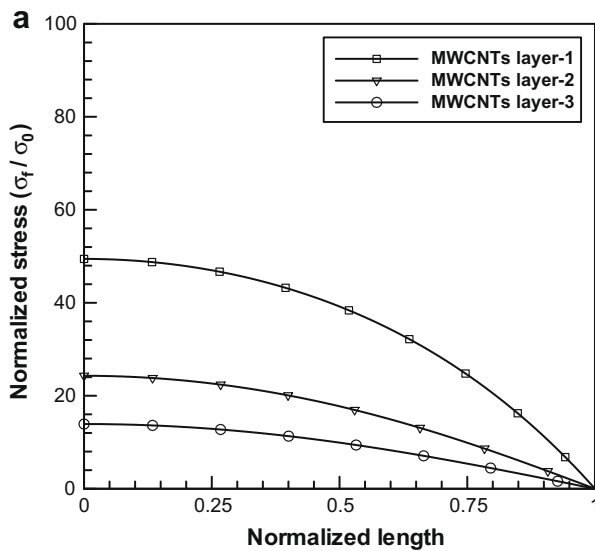 a
100
80
60
40
20
0
Normalized stress (σf / σ0)
MWCNTs layer-1
MWCNTs layer-2
MWCNTs layer-3
0 0.25 0.5 0.75 1
Normalized length